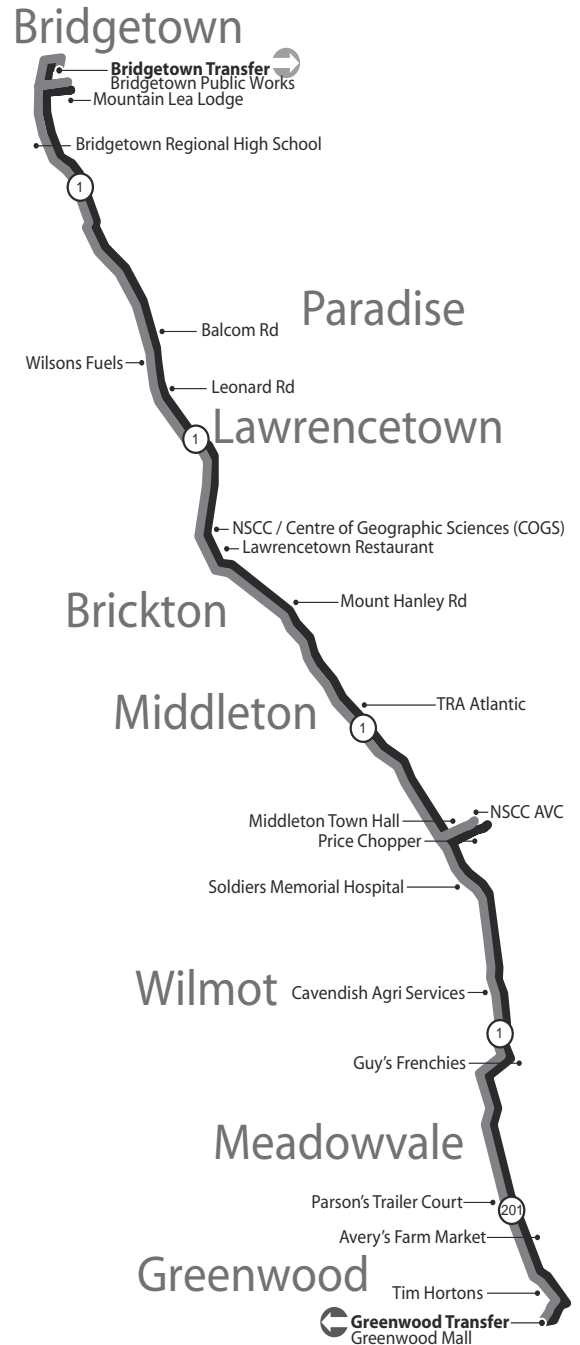 Bridgetown
Bridgetown Transfer
Bridgetown Public Works
Mountain Lea Lodge
Bridgetown Regional High School
1
Paradise
Balcom Rd
Wilsons Fuels
Leonard Rd
1
Lawrencetown
NSCC / Centre of Geographic Sciences (COGS)
Lawrencetown Restaurant
Brickton
Mount Hanley Rd
Middleton
TRA Atlantic
1
NSCC AVC
Middleton Town Hall
Price Chopper
Soldiers Memorial Hospital
Wilmot
Cavendish Agri Services
1
Guy's Frenchies
Meadowvale
Parson's Trailer Court
201
Avery's Farm Market
Greenwood
Tim Hortons
Greenwood Transfer
Greenwood Mall